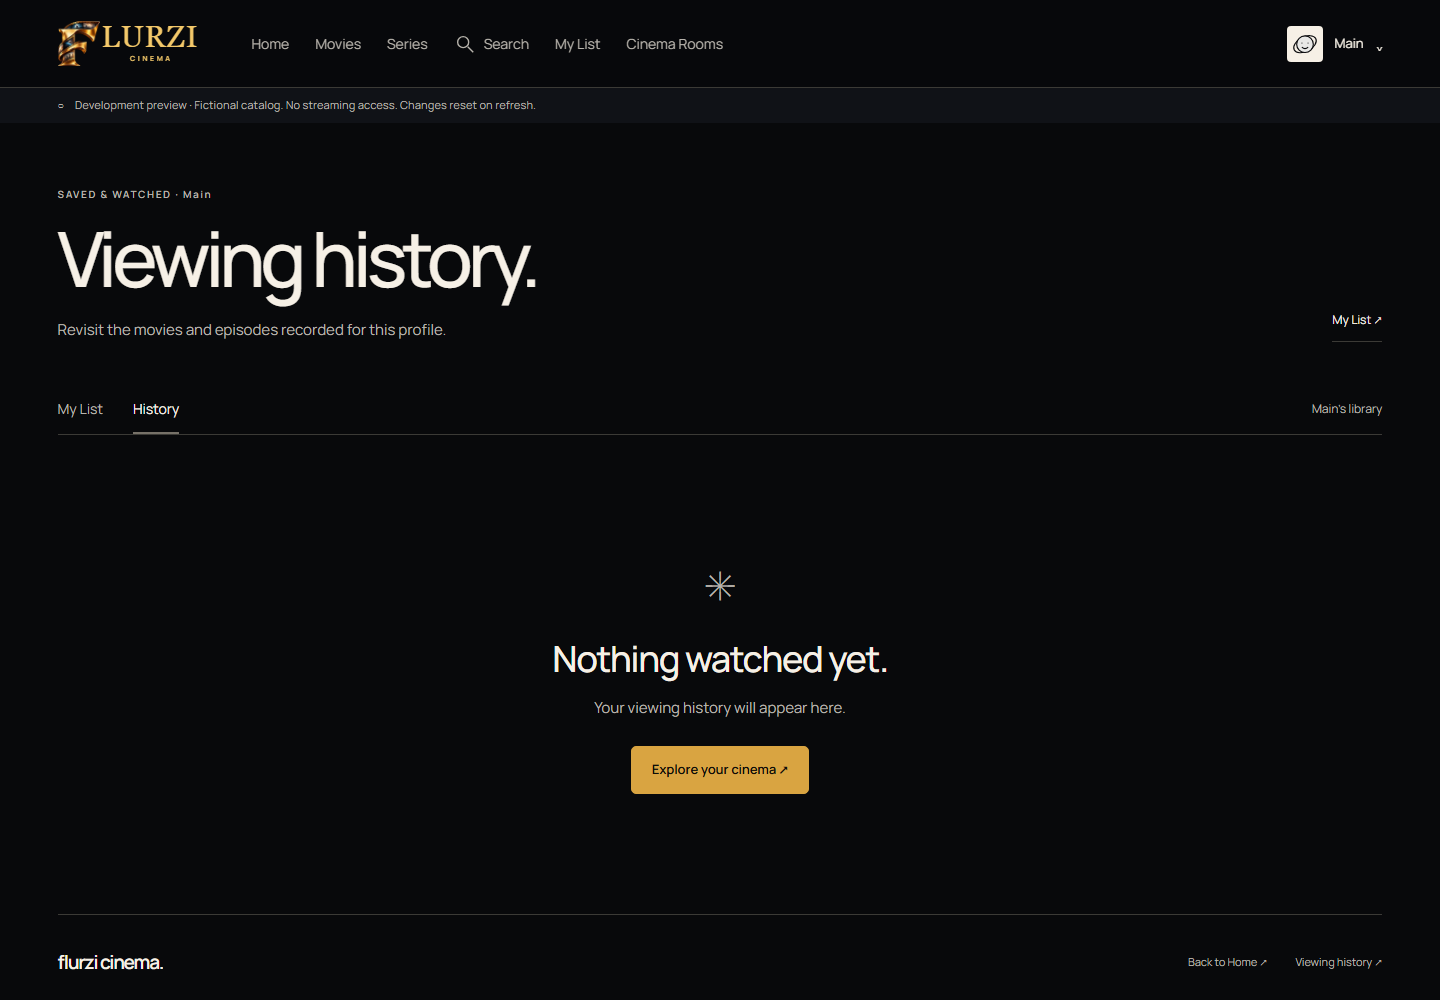 FLURZI
CINEMA
Home
Movies
Series
Search
My List
Cinema Rooms
Main
Development preview · Fictional catalog. No streaming access. Changes reset on refresh.
SAVED & WATCHED · Main
Viewing history.
Revisit the movies and episodes recorded for this profile.
My List ↗
My List
History
Main's library
Nothing watched yet.
Your viewing history will appear here.
Explore your cinema ↗
flurzi cinema.
Back to Home ↗
Viewing history ↗